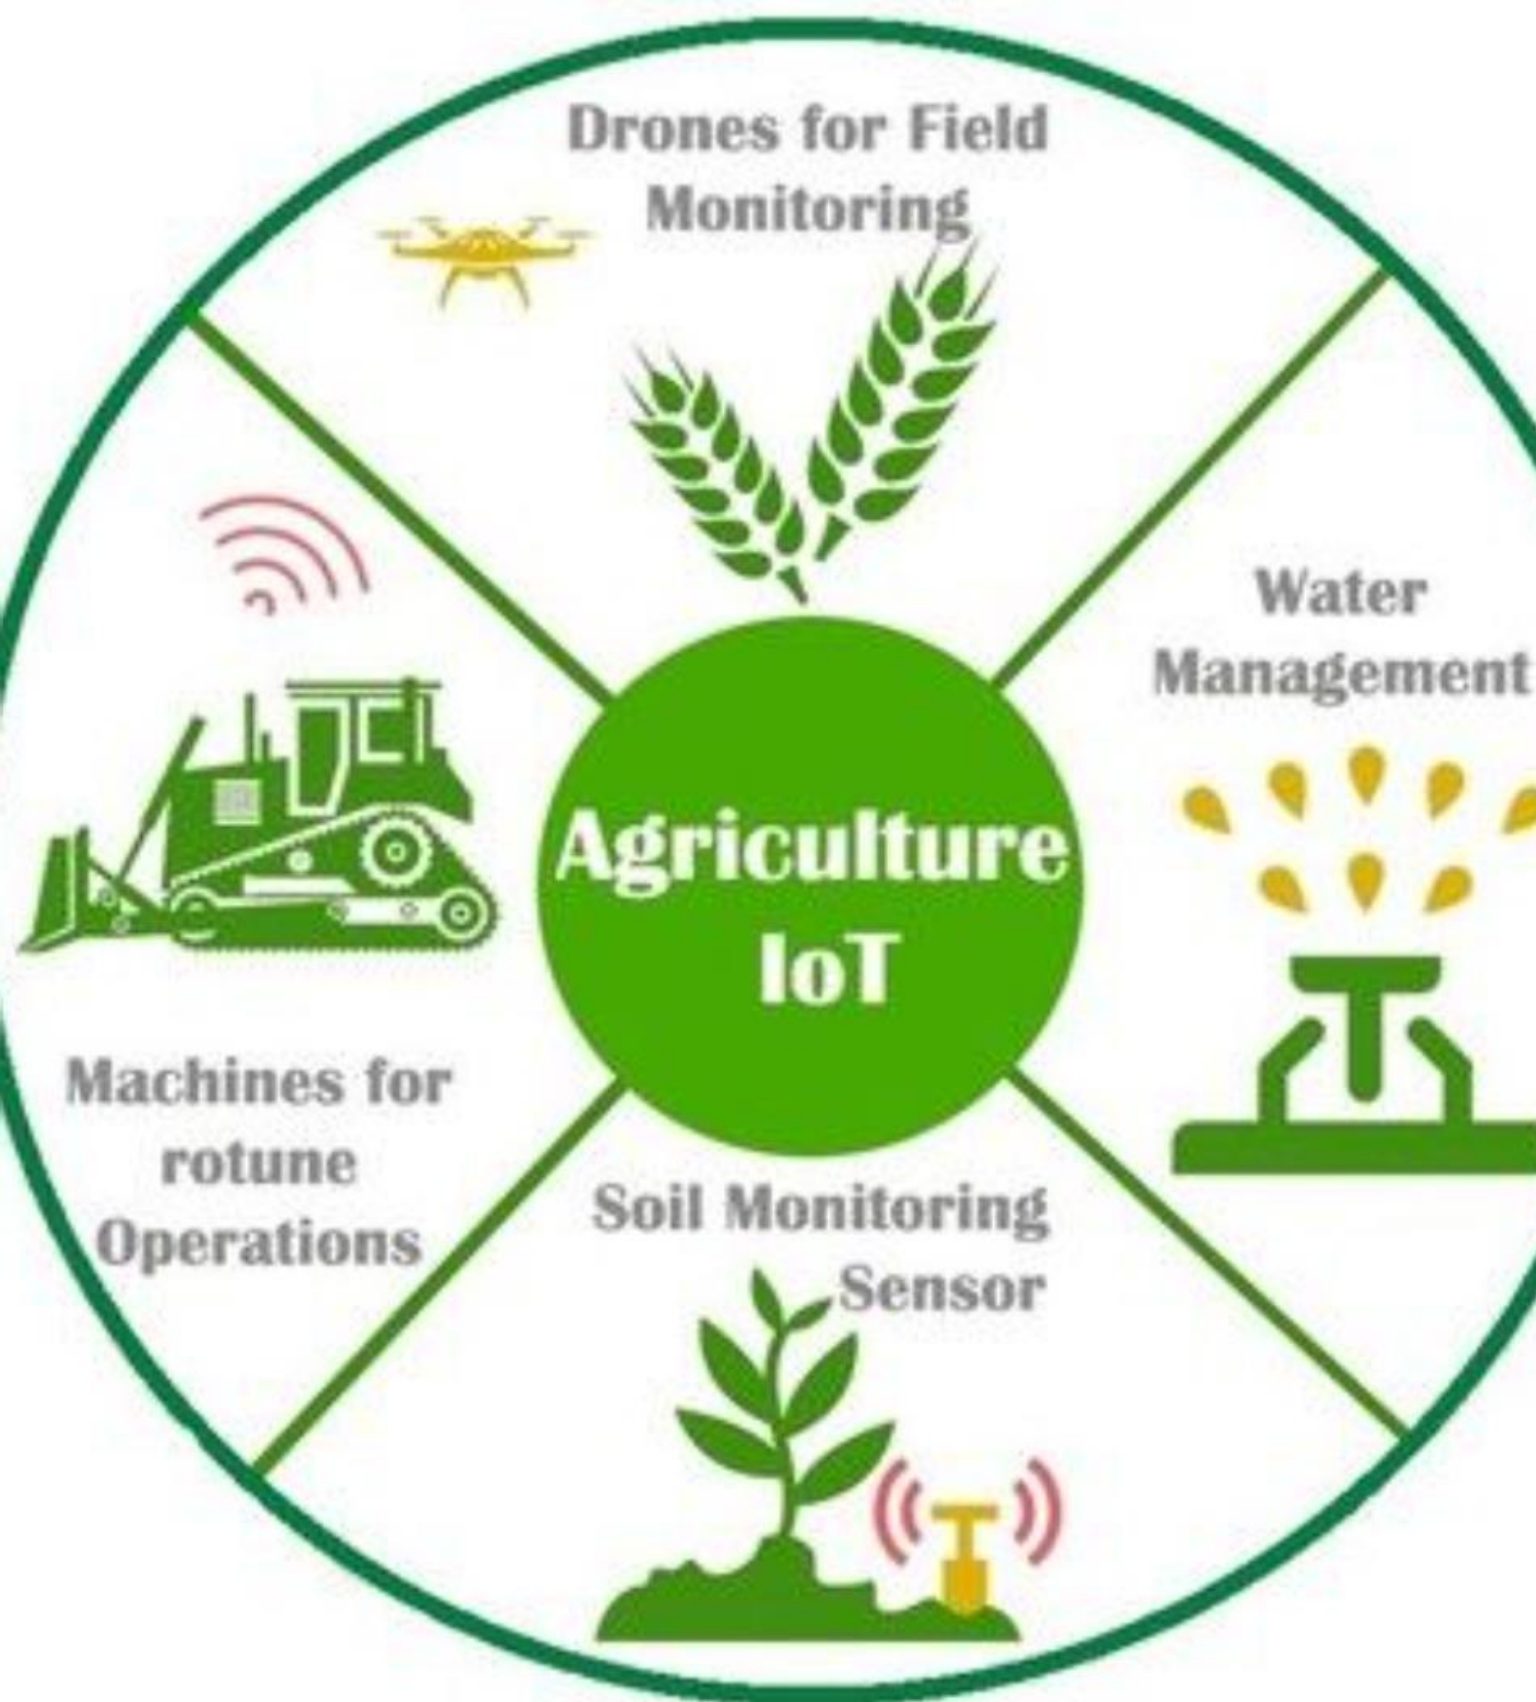 Drones for Field
Monitoring
Water
Management
Agriculture
IoT
Machines for
rotune
Operations
Soil Monitoring
Sensor